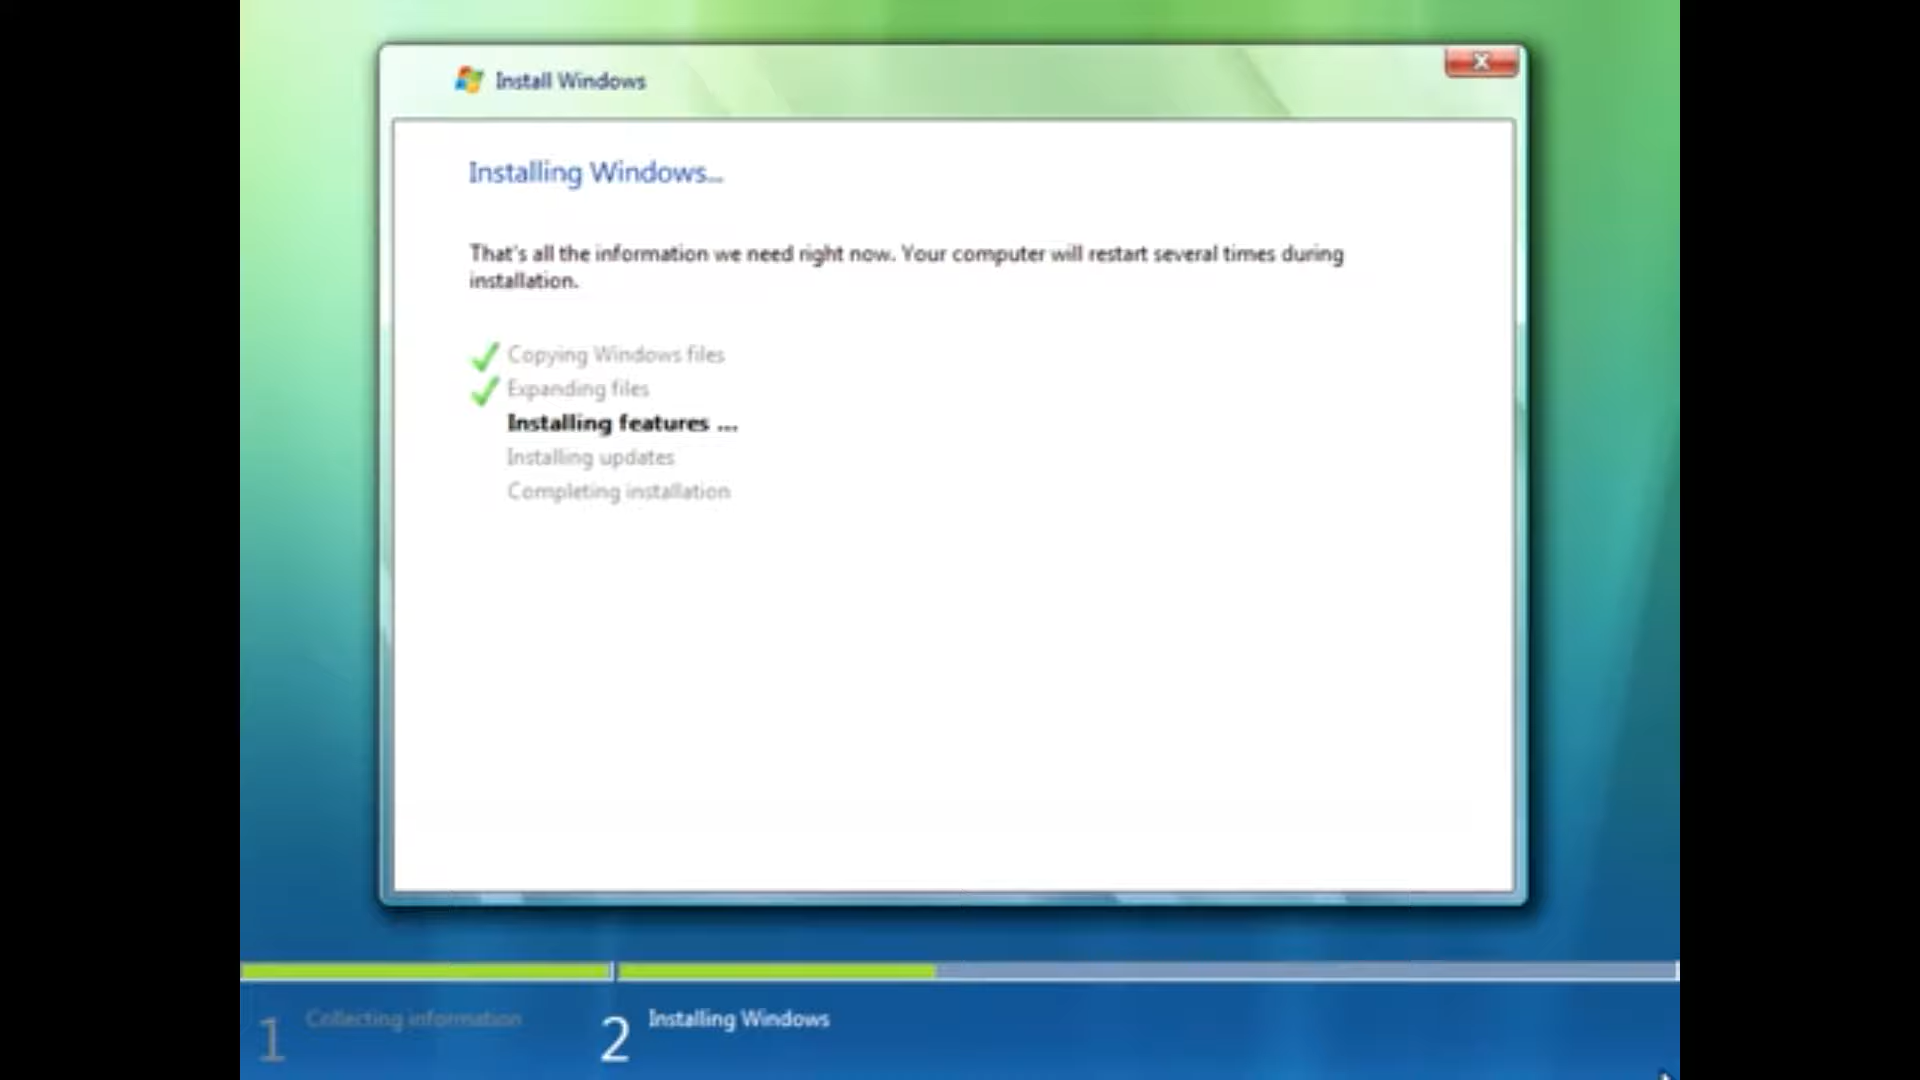 Install Windows
Installing Windows...
That's all the information we need right now. Your computer will restart several times during
installation.
Copying Windows files
Expanding files
Installing features ...
Installing updates
Completing installation
1 Collecting information
2 Installing Windows